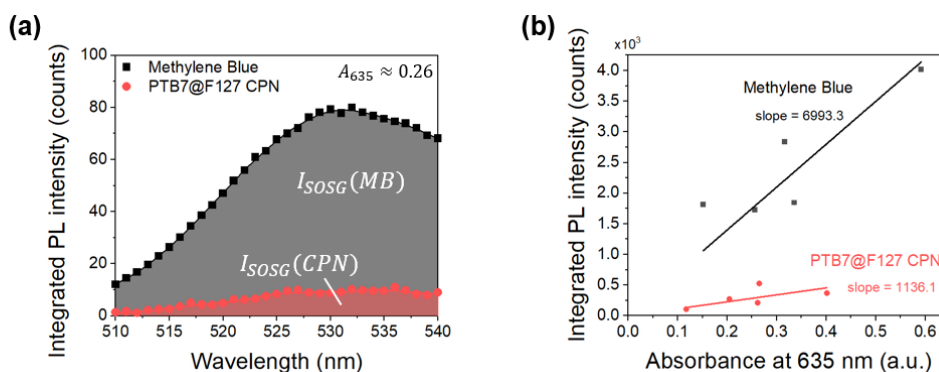 (a)
Integrated PL intensity (counts)
100
80
60
40
20
0
Methylene Blue
PTB7@F127 CPN
A635 ≈ 0.26
ISOSG(MB)
ISOSG(CPN)
510 515 520 525 530 535 540
Wavelength (nm)
(b)
Integrated PL intensity (counts)
×10³
4.0
3.5
3.0
2.5
2.0
1.5
1.0
0.5
0.0
Methylene Blue
slope = 6993.3
PTB7@F127 CPN
slope = 1136.1
0.0 0.1 0.2 0.3 0.4 0.5 0.6
Absorbance at 635 nm (a.u.)